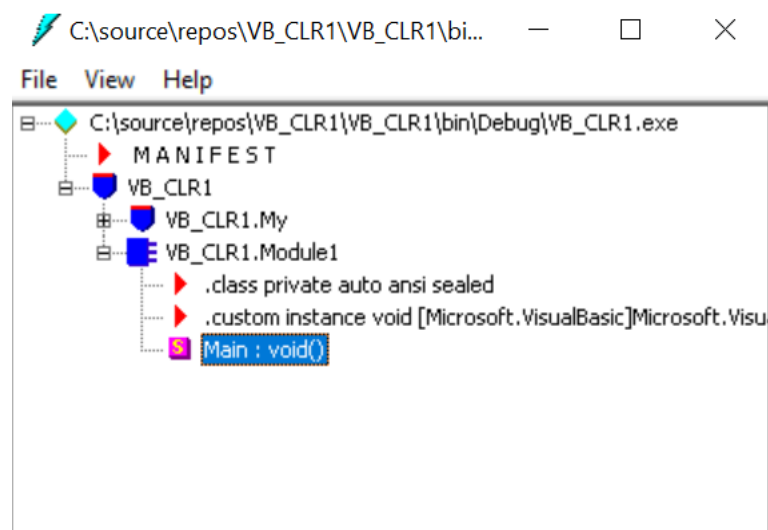 C:\source\repos\VB_CLR1\VB_CLR1\bi...
File View Help
C:\source\repos\VB_CLR1\VB_CLR1\bin\Debug\VB_CLR1.exe
MANIFEST
VB_CLR1
VB_CLR1.My
VB_CLR1.Module1
.class private auto ansi sealed
.custom instance void [Microsoft.VisualBasic]Microsoft.Visu
S Main : void()